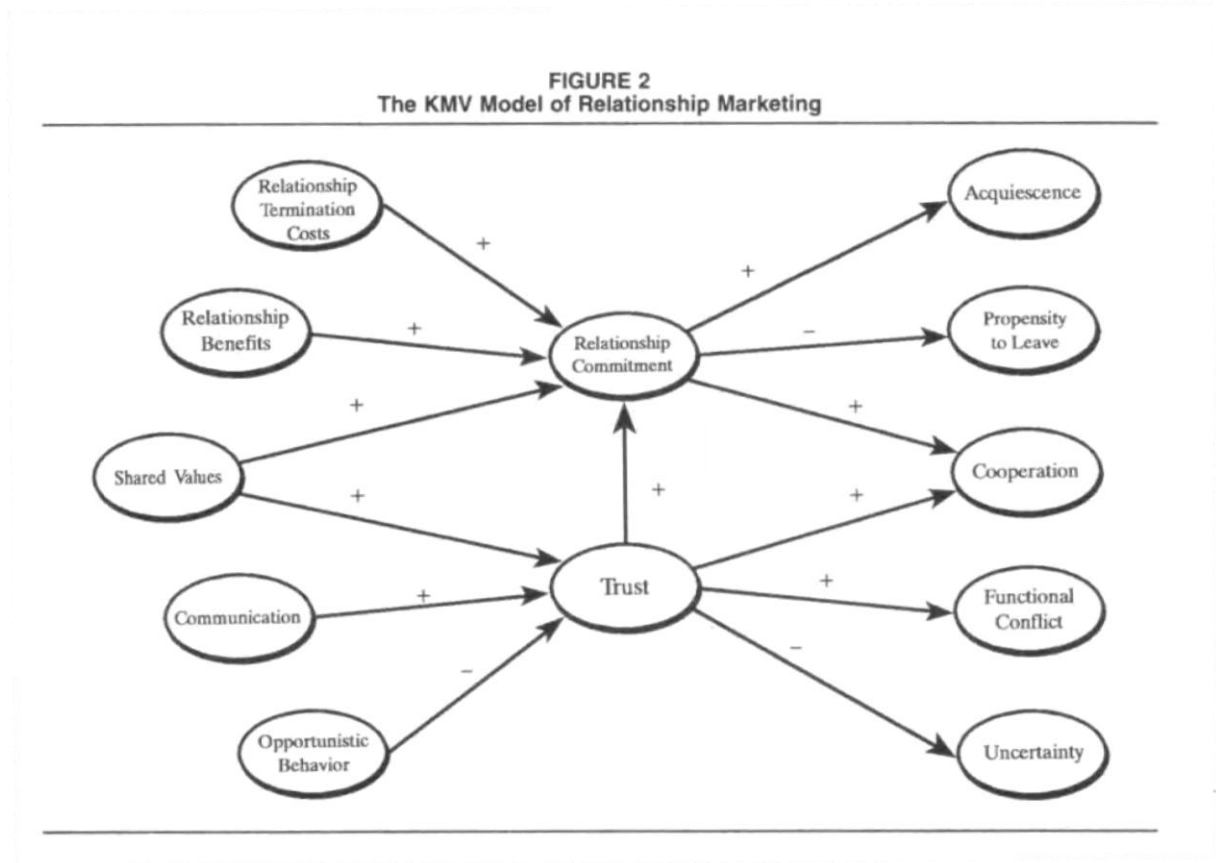 FIGURE 2
The KMV Model of Relationship Marketing
Relationship
Termination
Costs
Acquiescence
+
+
Relationship
Benefits
+
Relationship
Commitment
−
Propensity
to Leave
+
+
Shared Values
+
+
+
Cooperation
Communication
+
Trust
+
Functional
Conflict
−
−
Opportunistic
Behavior
Uncertainty